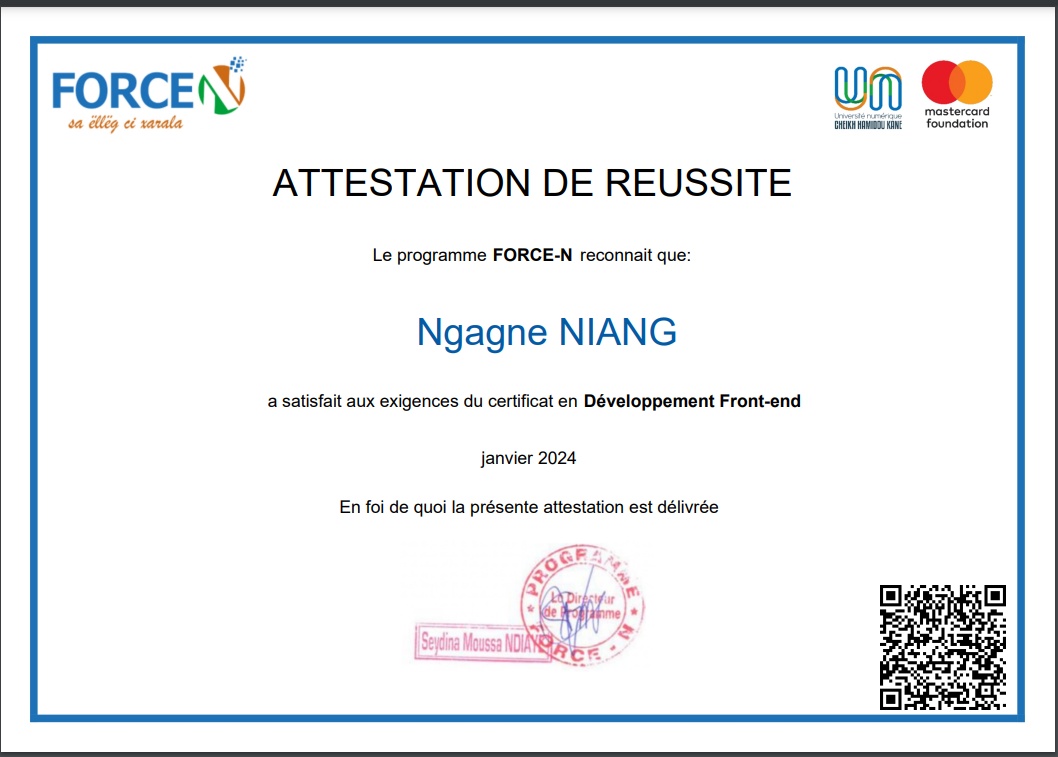 FORCE N
sa ëllëg ci xarala
Université numérique
CHEIKH HAMIDOU KANE
mastercard
foundation
ATTESTATION DE REUSSITE
Le programme FORCE-N reconnait que:
Ngagne NIANG
a satisfait aux exigences du certificat en Développement Front-end
janvier 2024
En foi de quoi la présente attestation est délivrée
PROGRAMME
Le Directeur
de Programme
FORCE - N
Seydina Moussa NDIAYE